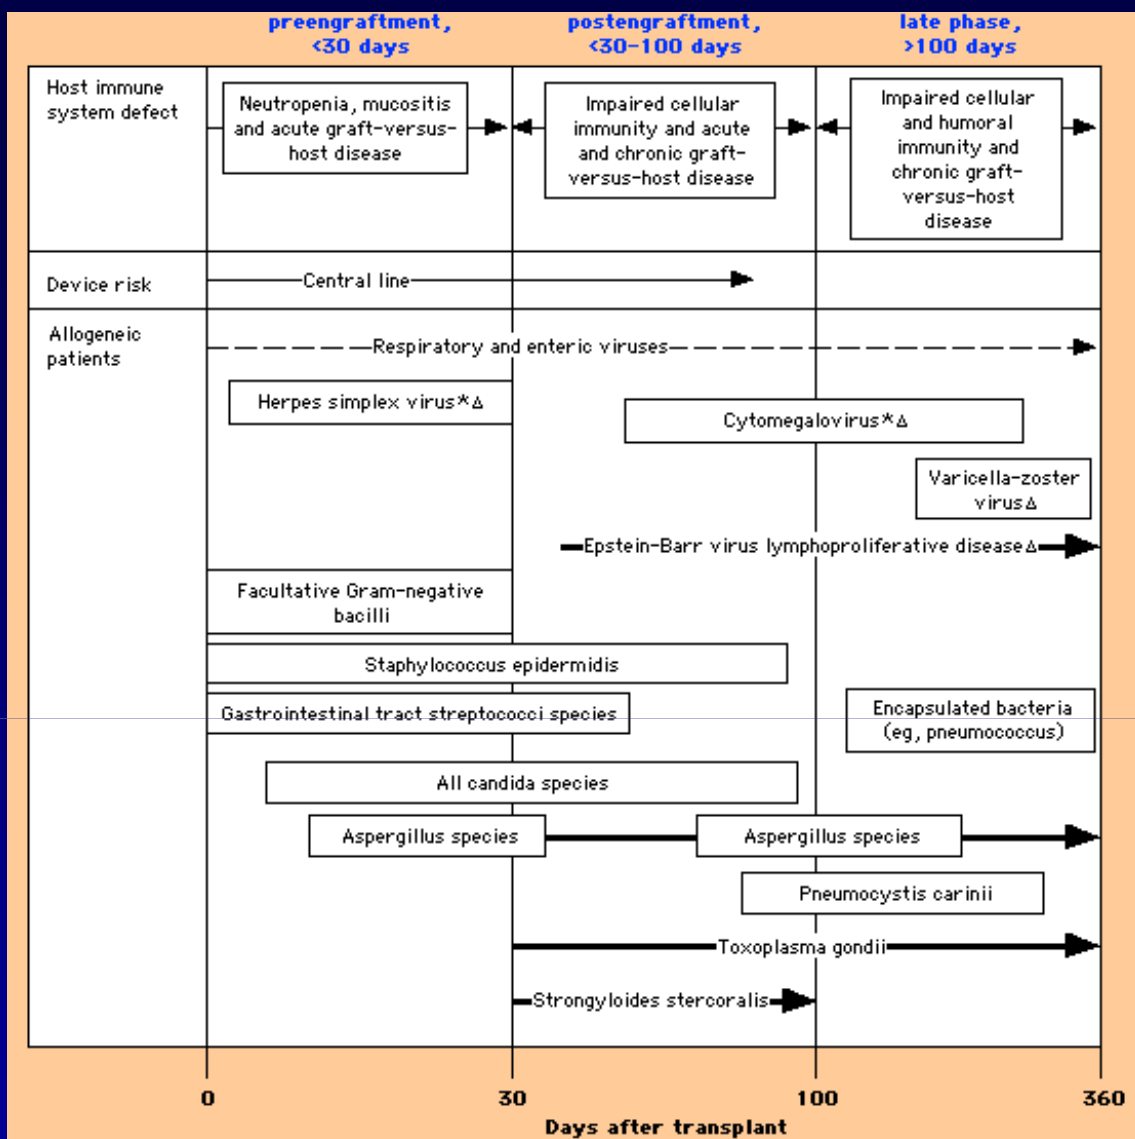 preengraftment,
<30 days
postengraftment,
<30-100 days
late phase,
>100 days
Host immune
system defect
Neutropenia, mucositis
and acute graft-versus-
host disease
Impaired cellular
immunity and acute
and chronic graft-
versus-host disease
Impaired cellular
and humoral
immunity and
chronic graft-
versus-host
disease
Device risk
Central line
Allogeneic
patients
Respiratory and enteric viruses
Herpes simplex virus*Δ
Cytomegalovirus*Δ
Varicella-zoster
virusΔ
Epstein-Barr virus lymphoproliferative diseaseΔ
Facultative Gram-negative
bacilli
Staphylococcus epidermidis
Gastrointestinal tract streptococci species
Encapsulated bacteria
(eg, pneumococcus)
All candida species
Aspergillus species
Aspergillus species
Pneumocystis carinii
Toxoplasma gondii
Strongyloides stercoralis
0
30
100
360
Days after transplant